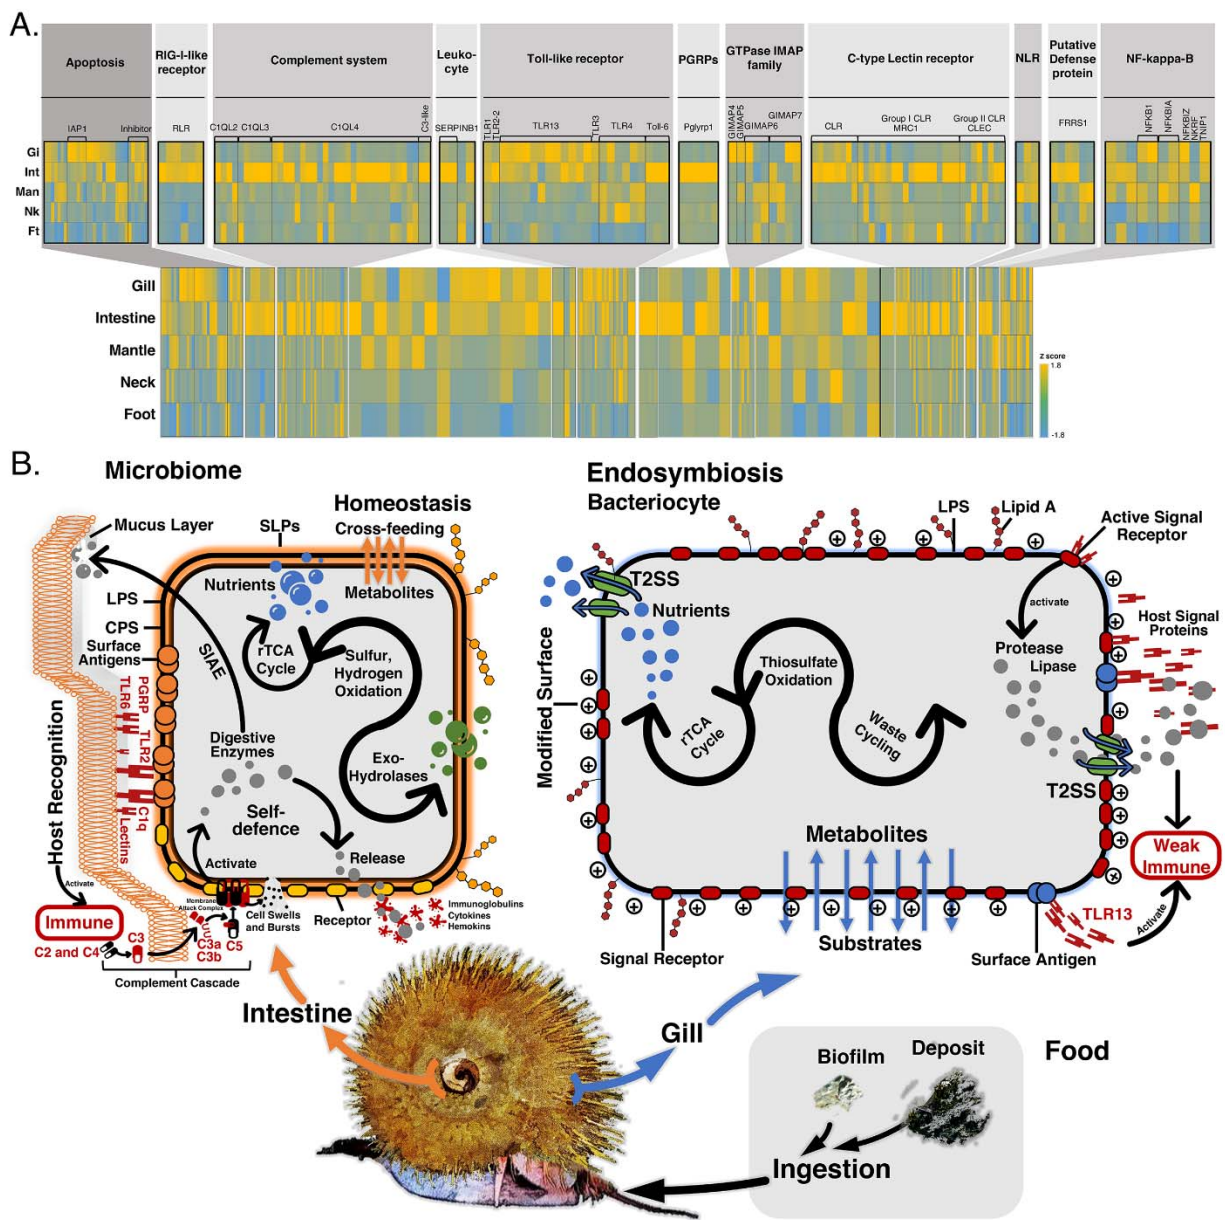 A.
Apoptosis
RIG-I-like
receptor
Complement system
Leuko-
cyte
Toll-like receptor
PGRPs
GTPase IMAP
family
C-type Lectin receptor
NLR
Putative
Defense
protein
NF-kappa-B
IAP1
Inhibitor
RLR
C1QL2
C1QL3
C1QL4
C3-like
SERPINB1
TLR1
TLR2-2
TLR13
TLR3
TLR4
Toll-6
Pglyrp1
GIMAP4
GIMAP5
GIMAP6
GIMAP7
CLR
Group I CLR
MRC1
Group II CLR
CLEC
FRRS1
NFKB1
NFKBIA
NFKBIZ
NKRF
TNIP1
Gi
Int
Man
Nk
Ft
Gill
Intestine
Mantle
Neck
Foot
Z score
1.8
-1.8
B.
Microbiome
Homeostasis
Cross-feeding
Mucus Layer
SLPs
Nutrients
Metabolites
LPS
CPS
Surface
Antigens
SIAE
rTCA
Cycle
Sulfur,
Hydrogen
Oxidation
PGRP
TLR6
TLR2
C1q
Lectins
Host Recognition
Digestive
Enzymes
Exo-
Hydrolases
Self-
defence
Activate
Release
Activate
Immune
Membrane
Attack Complex
Cell Swells
and Bursts
Receptor
Immunoglobulins
Cytokines
Hemokins
C2 and C4
C3
C3a
C3b
C5
Complement Cascade
Endosymbiosis
Bacteriocyte
LPS
Lipid A
Active Signal
Receptor
T2SS
Nutrients
activate
Host Signal
Proteins
Protease
Lipase
Modified Surface
Thiosulfate
Oxidation
rTCA
Cycle
Waste
Cycling
T2SS
Metabolites
Substrates
Weak
Immune
TLR13
Activate
Signal Receptor
Surface Antigen
Intestine
Gill
Biofilm
Deposit
Food
Ingestion